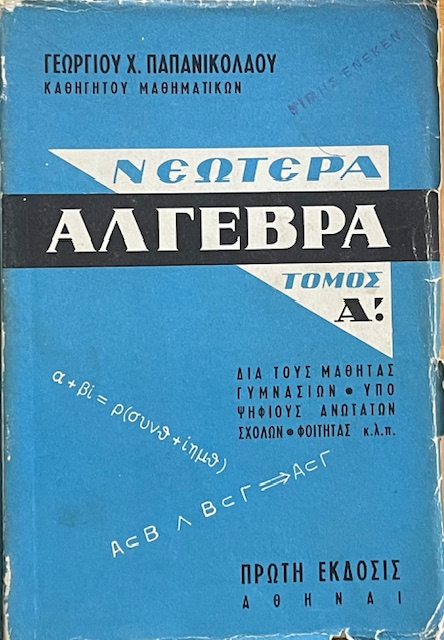 ΓΕΩΡΓΙΟΥ Χ. ΠΑΠΑΝΙΚΟΛΑΟΥ
ΚΑΘΗΓΗΤΟΥ ΜΑΘΗΜΑΤΙΚΩΝ
ΕΝΕΚΕΝ
ΝΕΩΤΕΡΑ
ΑΛΓΕΒΡΑ
ΤΟΜΟΣ
Α'.
ΔΙΑ ΤΟΥΣ ΜΑΘΗΤΑΣ
ΓΥΜΝΑΣΙΩΝ • ΥΠΟ
ΨΗΦΙΟΥΣ ΑΝΩΤΑΤΩΝ
ΣΧΟΛΩΝ • ΦΟΙΤΗΤΑΣ κ.λ.π.
α+βi = ρ(συνθ+iημθ)
Α⊂Β ∧ Β⊂Γ ⟹ Α⊂Γ
ΠΡΩΤΗ ΕΚΔΟΣΙΣ
ΑΘΗΝΑΙ